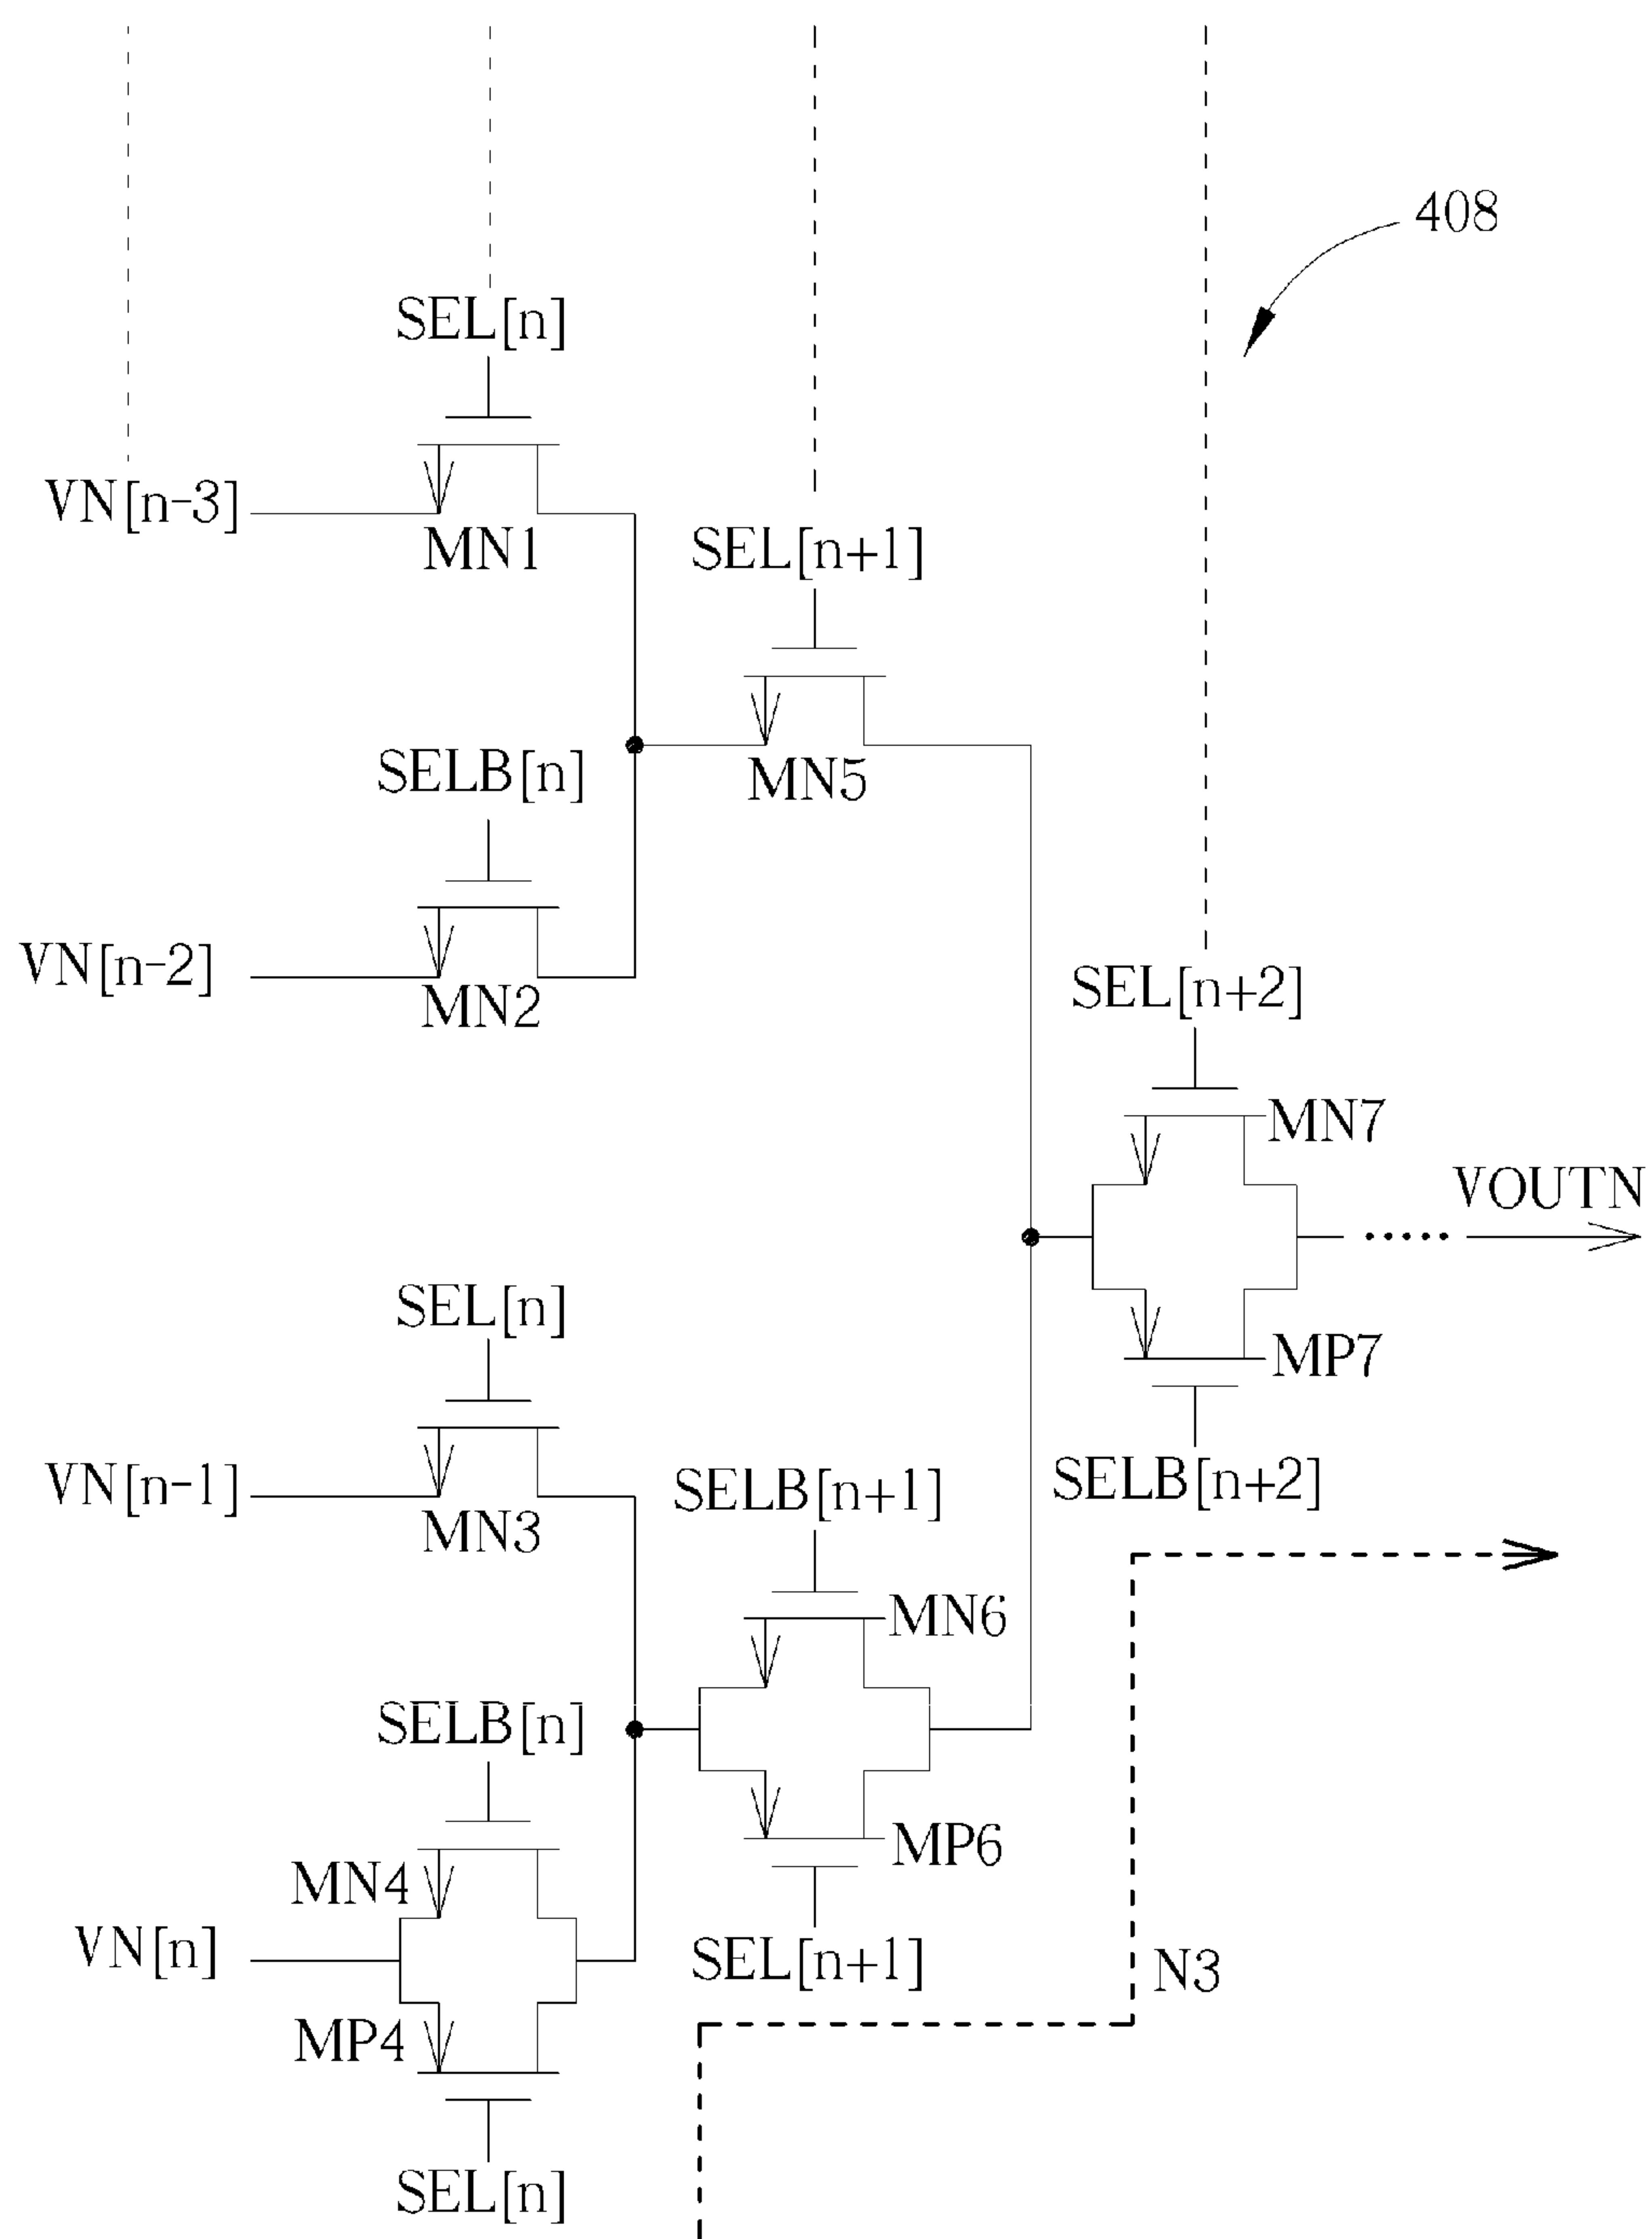 408
SEL[n]
VN[n-3]
MN1
SEL[n+1]
SELB[n]
MN5
VN[n-2]
MN2
SEL[n+2]
MN7
VOUTN
SEL[n]
MP7
VN[n-1]
SELB[n+1]
SELB[n+2]
MN3
MN6
SELB[n]
MP6
MN4
VN[n]
SEL[n+1]
N3
MP4
SEL[n]